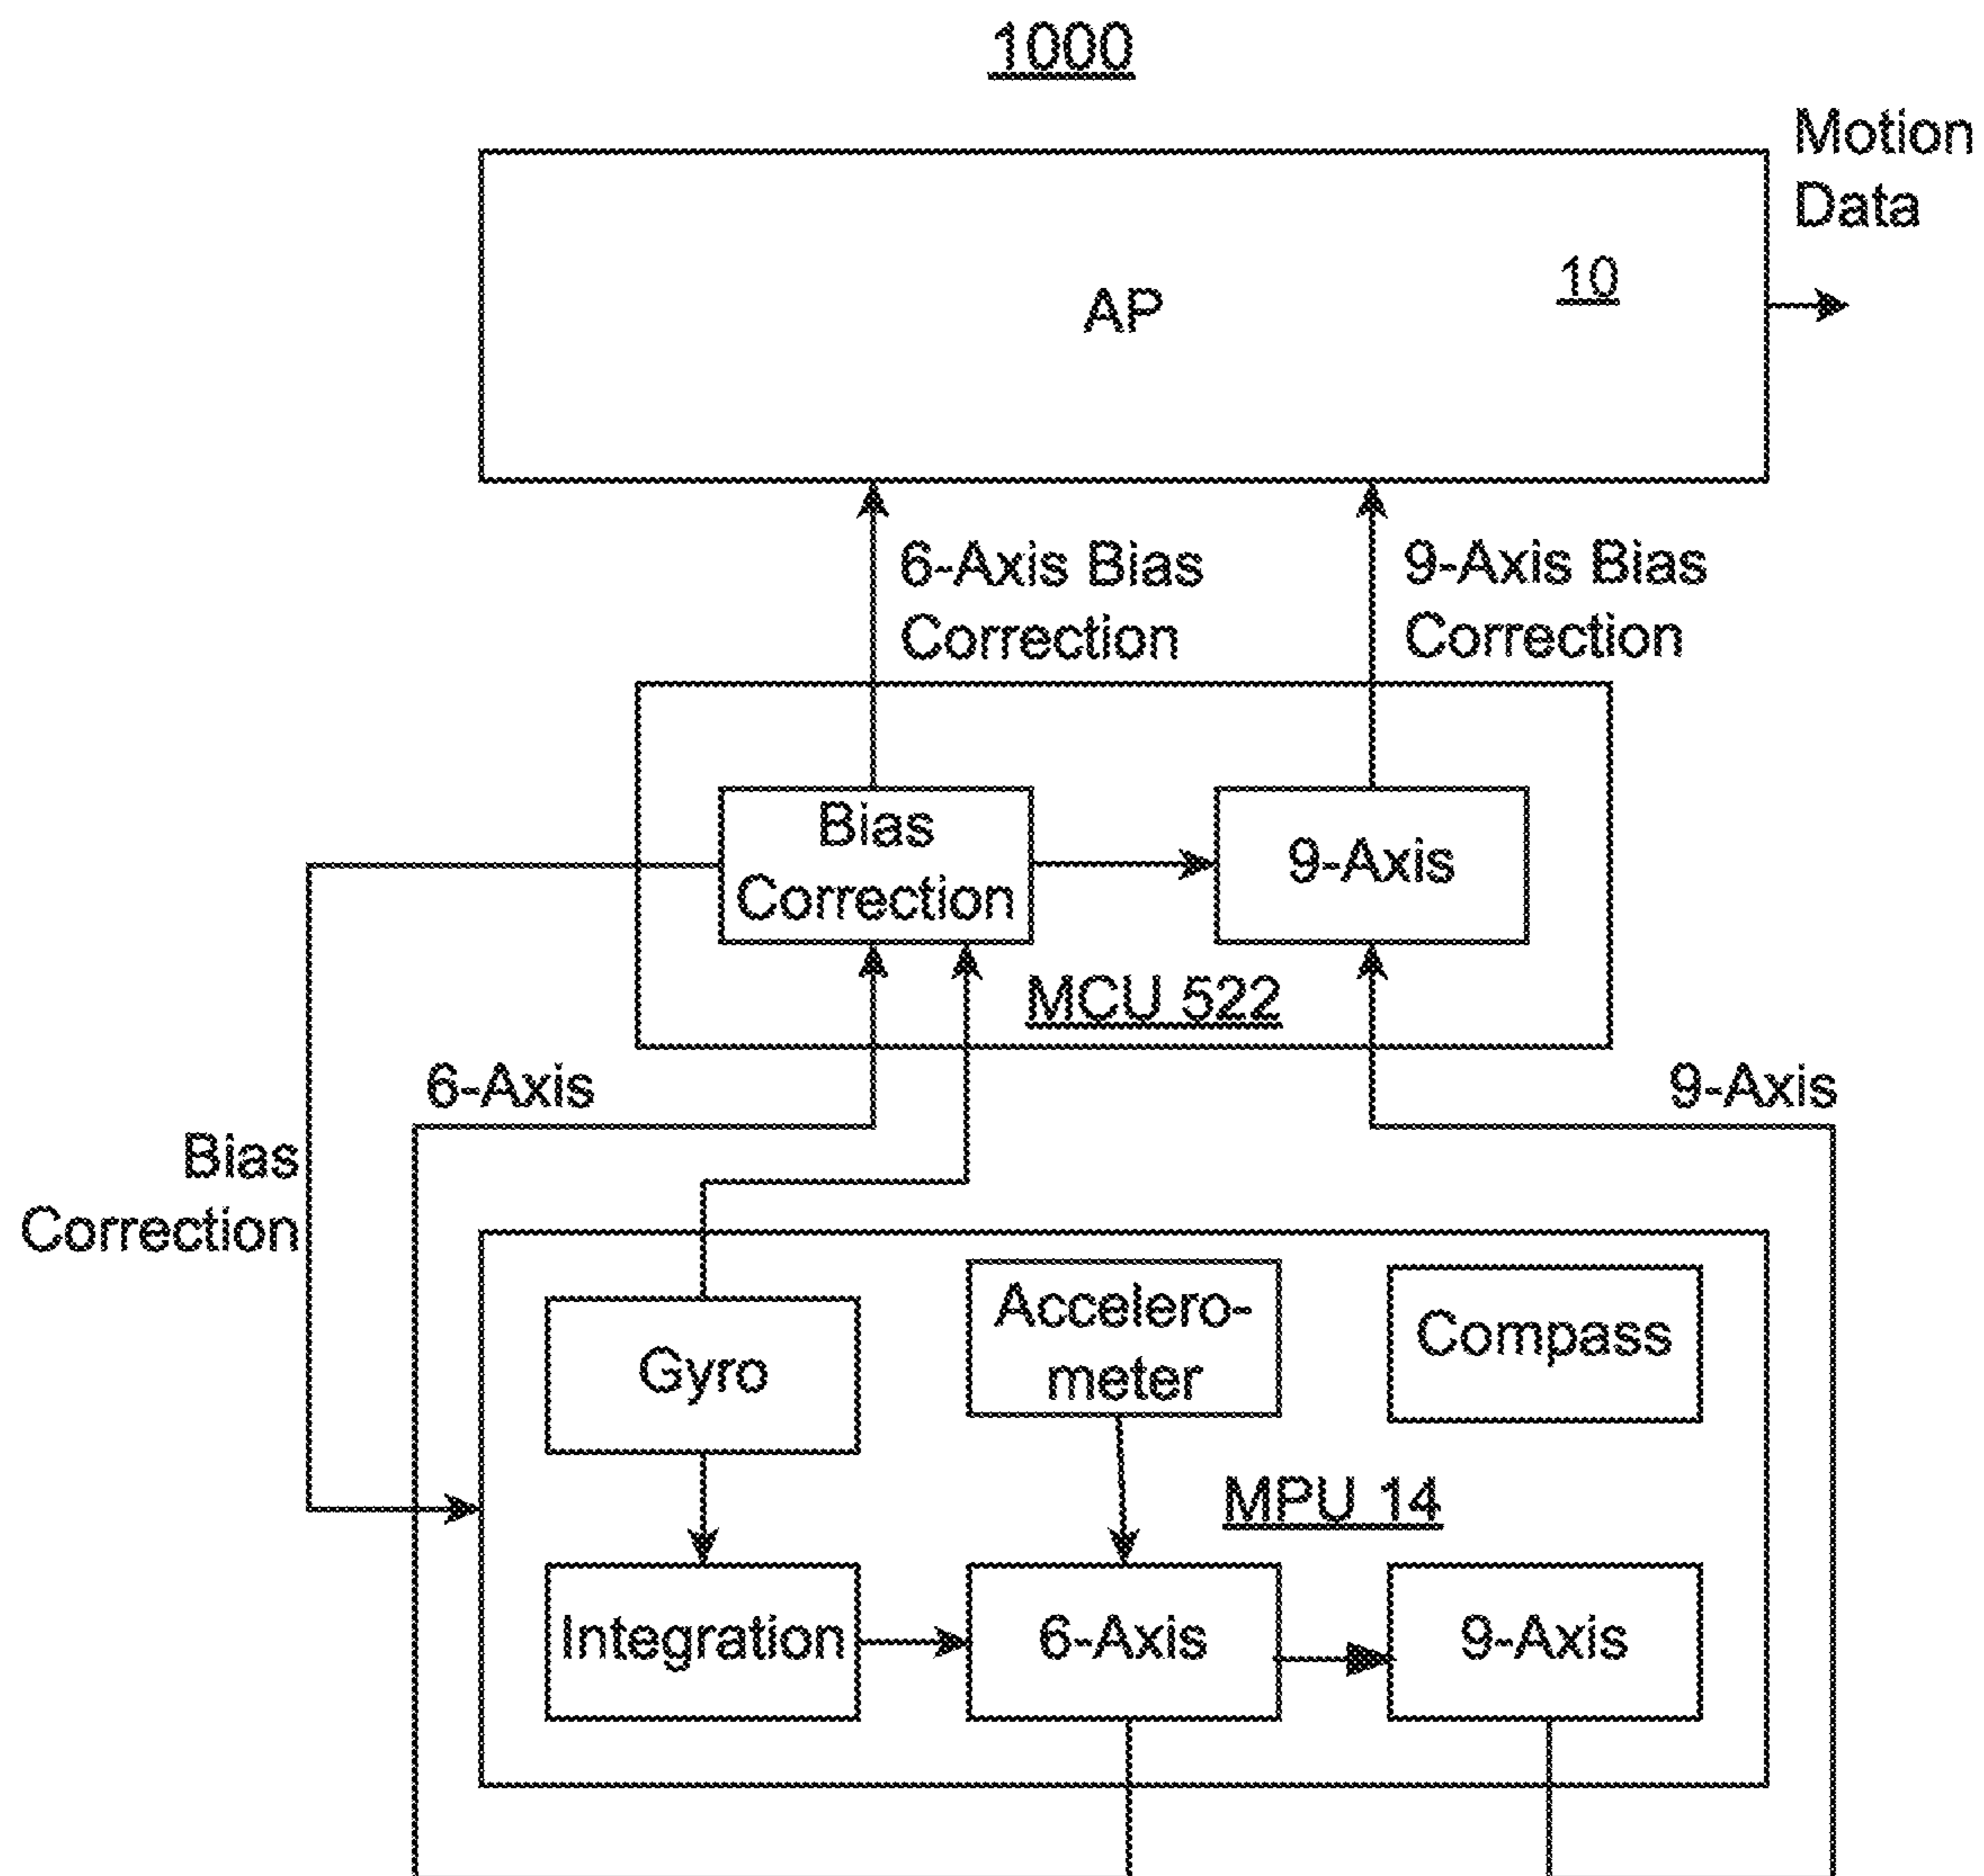 1000
Motion
Data
10
AP
6-Axis Bias
Correction
9-Axis Bias
Correction
Bias
Correction
9-Axis
MCU 522
6-Axis
9-Axis
Bias
Correction
Gyro
Accelero-
meter
Compass
MPU 14
Integration
6-Axis
9-Axis